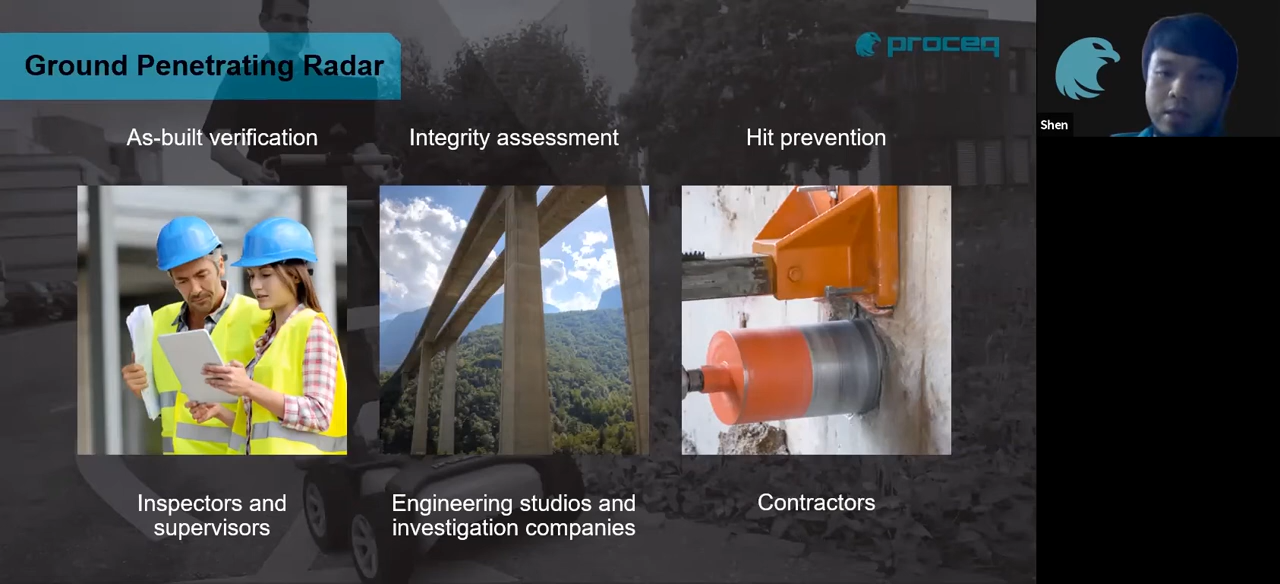 Ground Penetrating Radar
proceq
As-built verification
Integrity assessment
Hit prevention
Inspectors and
supervisors
Engineering studios and
investigation companies
Contractors
Shen